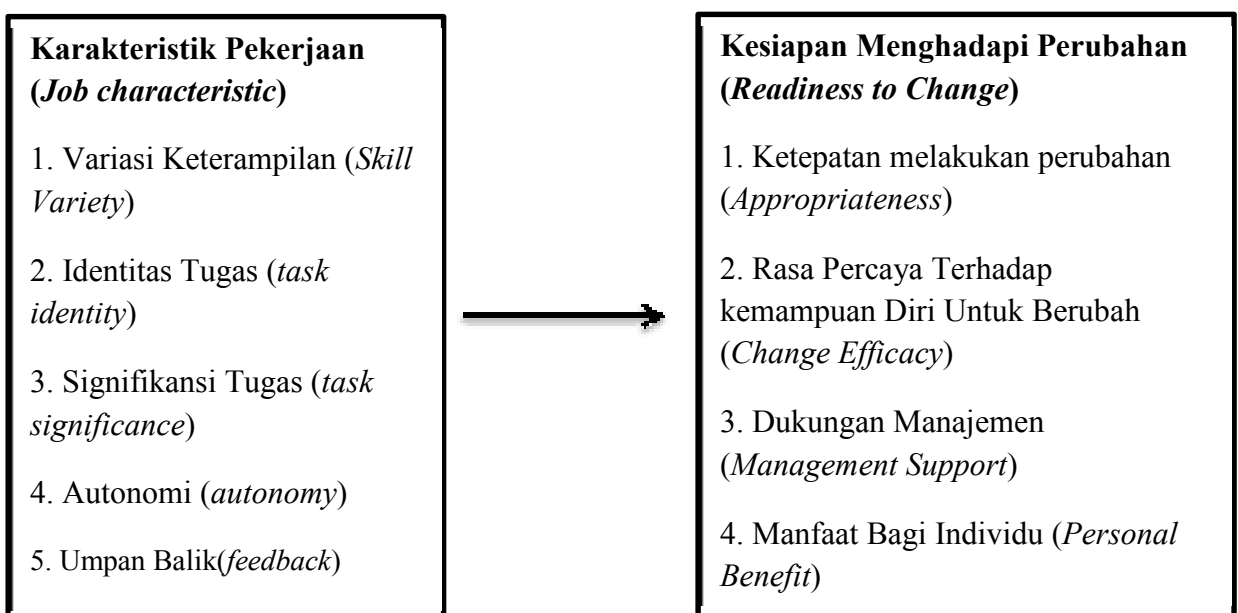 Karakteristik Pekerjaan
(Job characteristic)
1. Variasi Keterampilan (Skill
Variety)
2. Identitas Tugas (task
identity)
3. Signifikansi Tugas (task
significance)
4. Autonomi (autonomy)
5. Umpan Balik(feedback)
Kesiapan Menghadapi Perubahan
(Readiness to Change)
1. Ketepatan melakukan perubahan
(Appropriateness)
2. Rasa Percaya Terhadap
kemampuan Diri Untuk Berubah
(Change Efficacy)
3. Dukungan Manajemen
(Management Support)
4. Manfaat Bagi Individu (Personal
Benefit)